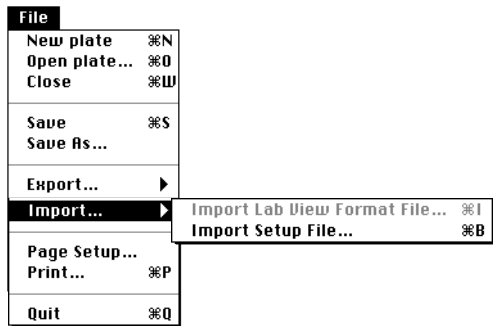 File
New plate ⌘N
Open plate... ⌘O
Close ⌘W
Save ⌘S
Save As...
Export...
Import...
Import Lab View Format File... ⌘I
Import Setup File... ⌘B
Page Setup...
Print... ⌘P
Quit ⌘Q